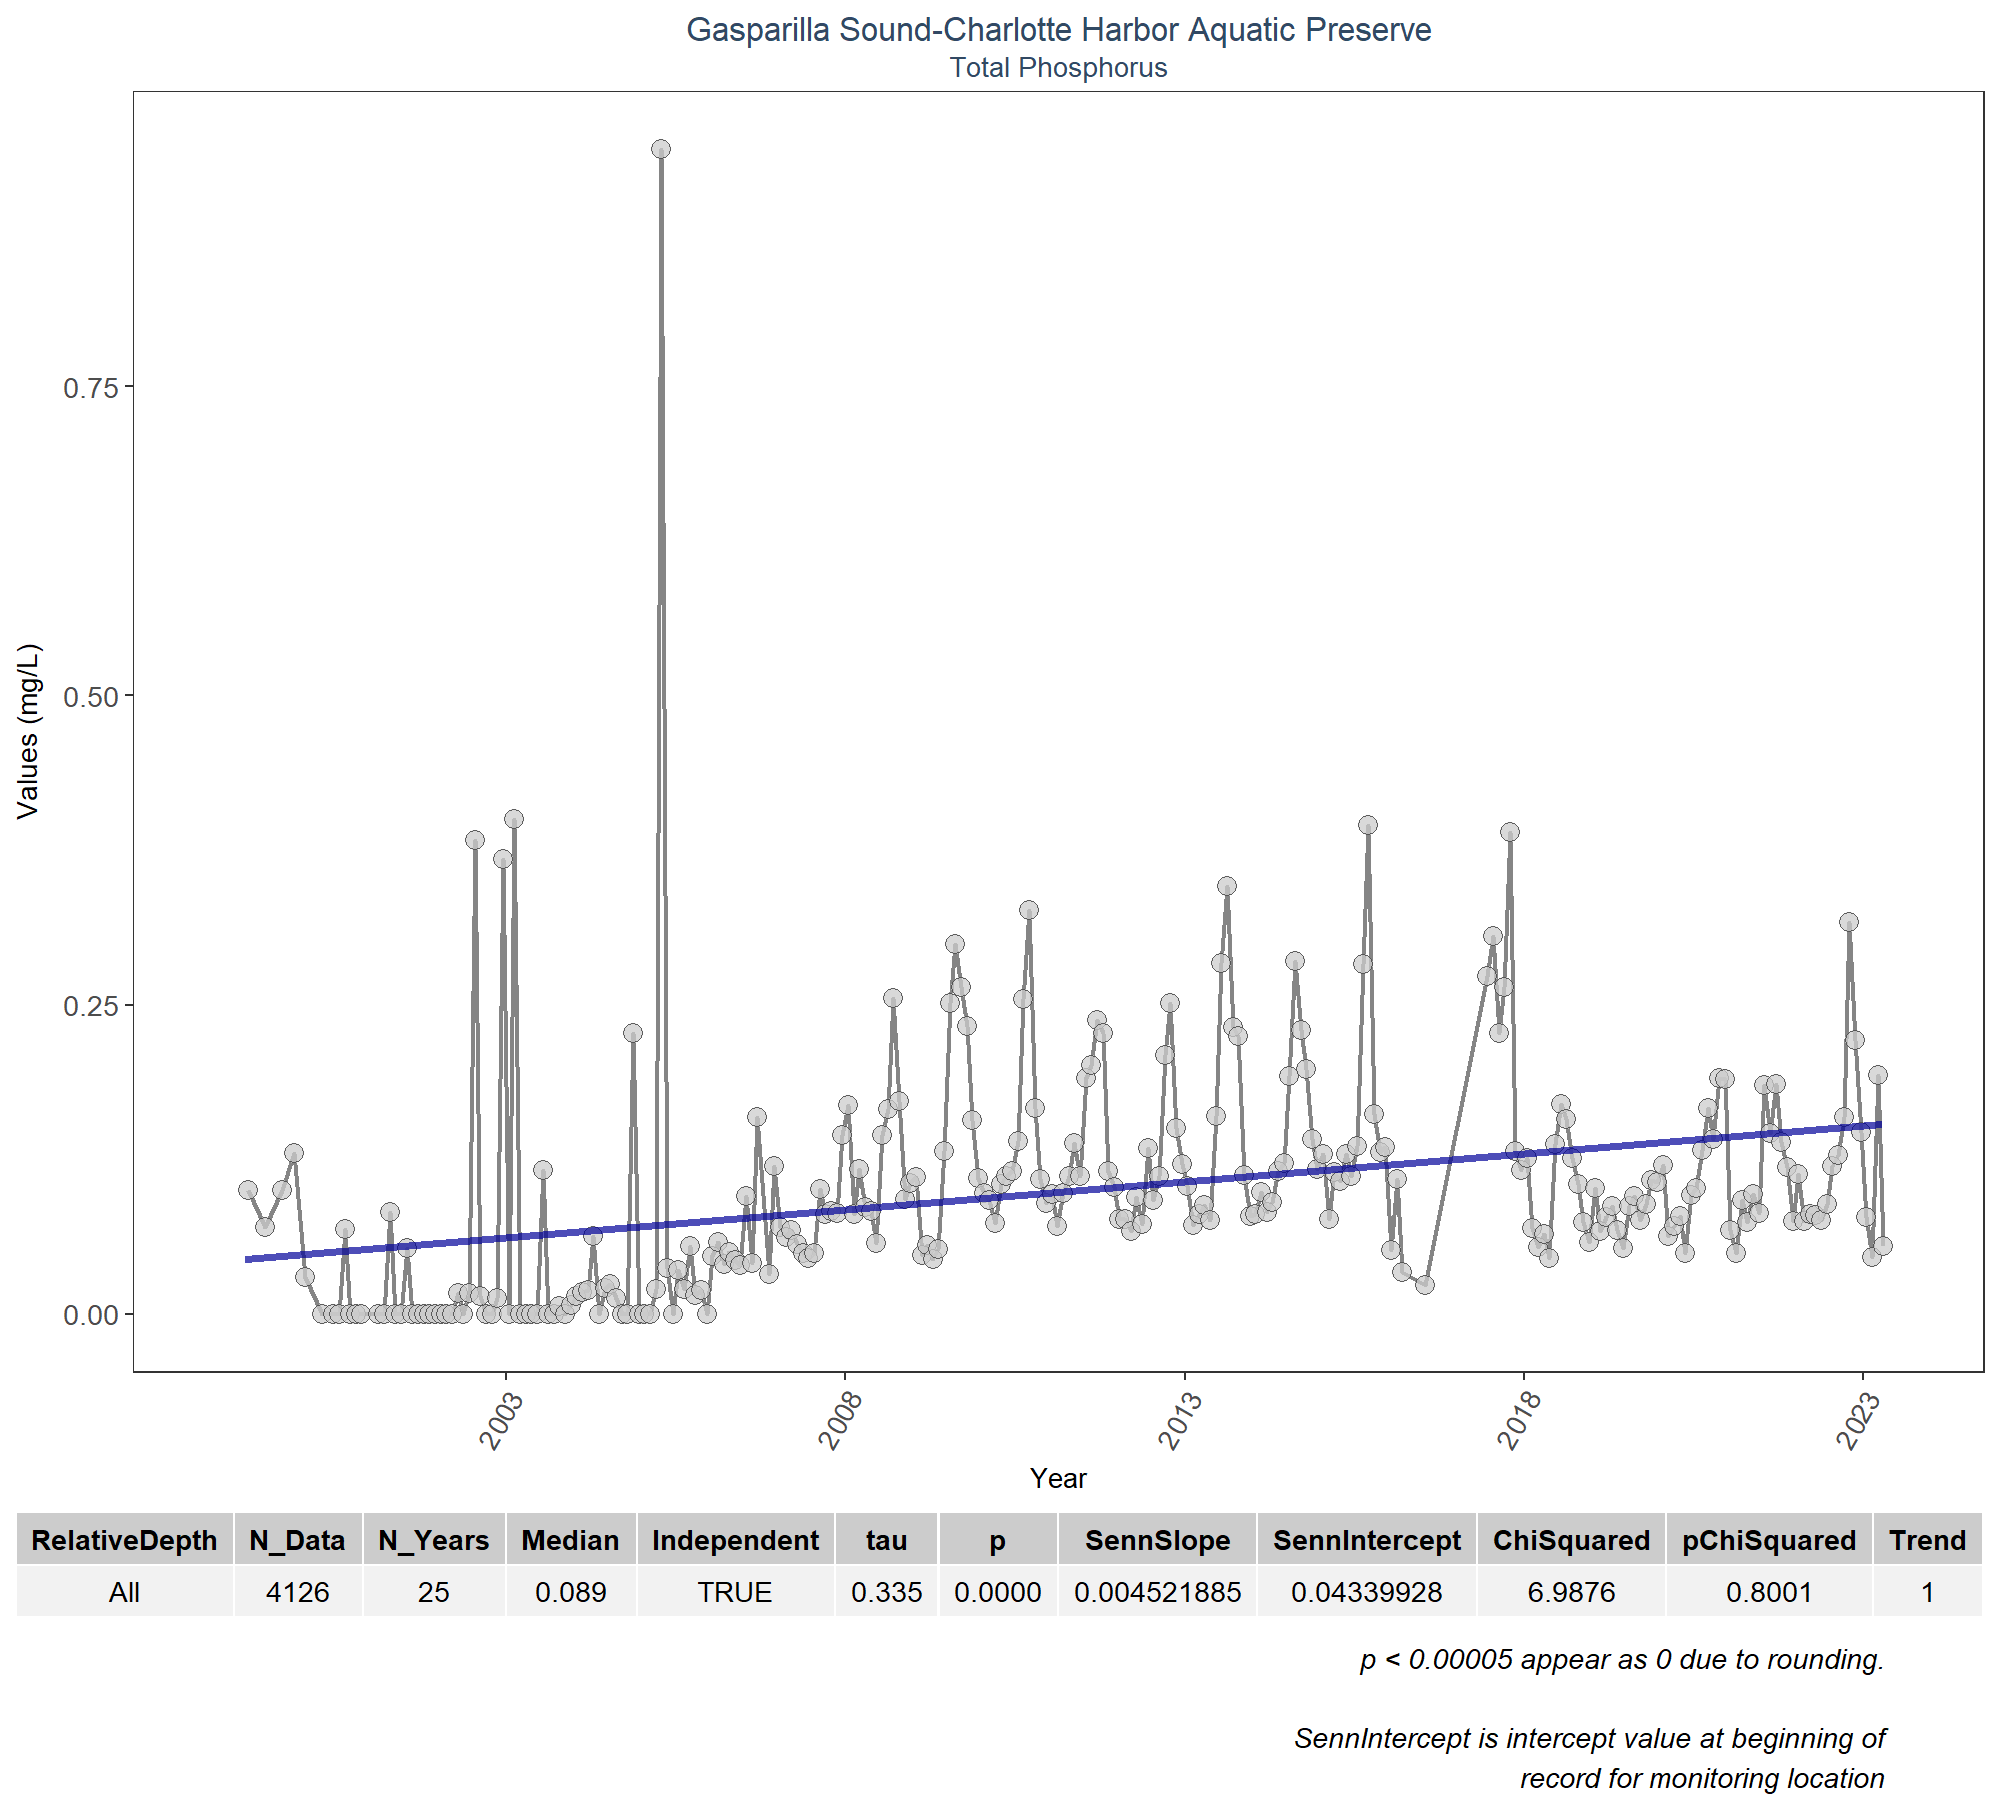 Gasparilla Sound-Charlotte Harbor Aquatic Preserve
Total Phosphorus
Values (mg/L)
0.75
0.50
0.25
0.00
2003 2008 2013 2018 2023
Year
RelativeDepth N_Data N_Years Median Independent tau p SennSlope SennIntercept ChiSquared pChiSquared Trend
All 4126 25 0.089 TRUE 0.335 0.0000 0.004521885 0.04339928 6.9876 0.8001 1
p < 0.00005 appear as 0 due to rounding.
SennIntercept is intercept value at beginning of
record for monitoring location